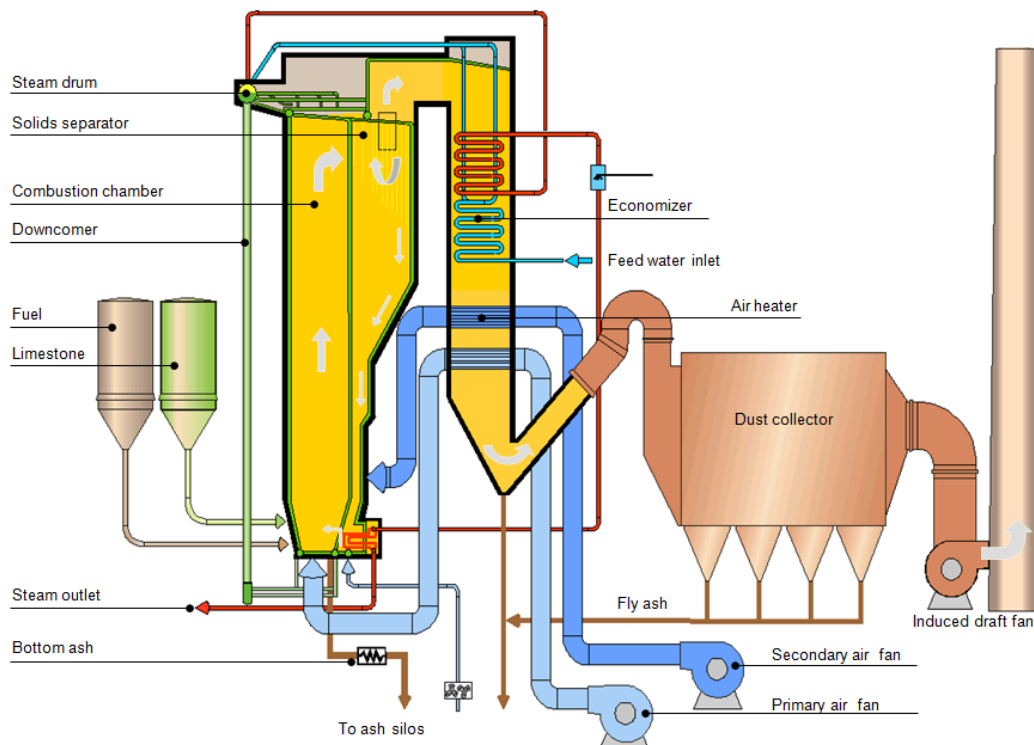 Steam drum
Solids separator
Combustion chamber
Downcomer
Economizer
Feed water inlet
Fuel
Air heater
Limestone
Dust collector
Steam outlet
Fly ash
Induced draft fan
Bottom ash
Secondary air fan
Primary air fan
To ash silos